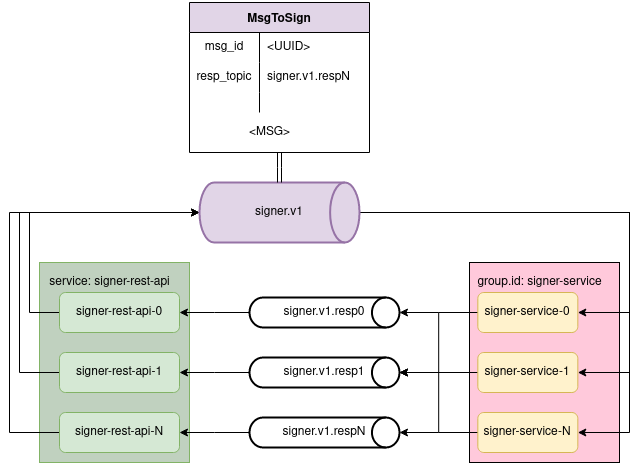 MsgToSign
msg_id <UUID>
resp_topic signer.v1.respN
<MSG>
signer.v1
service: signer-rest-api
group.id: signer-service
signer-rest-api-0
signer.v1.resp0
signer-service-0
signer-rest-api-1
signer.v1.resp1
signer-service-1
signer-rest-api-N
signer.v1.respN
signer-service-N